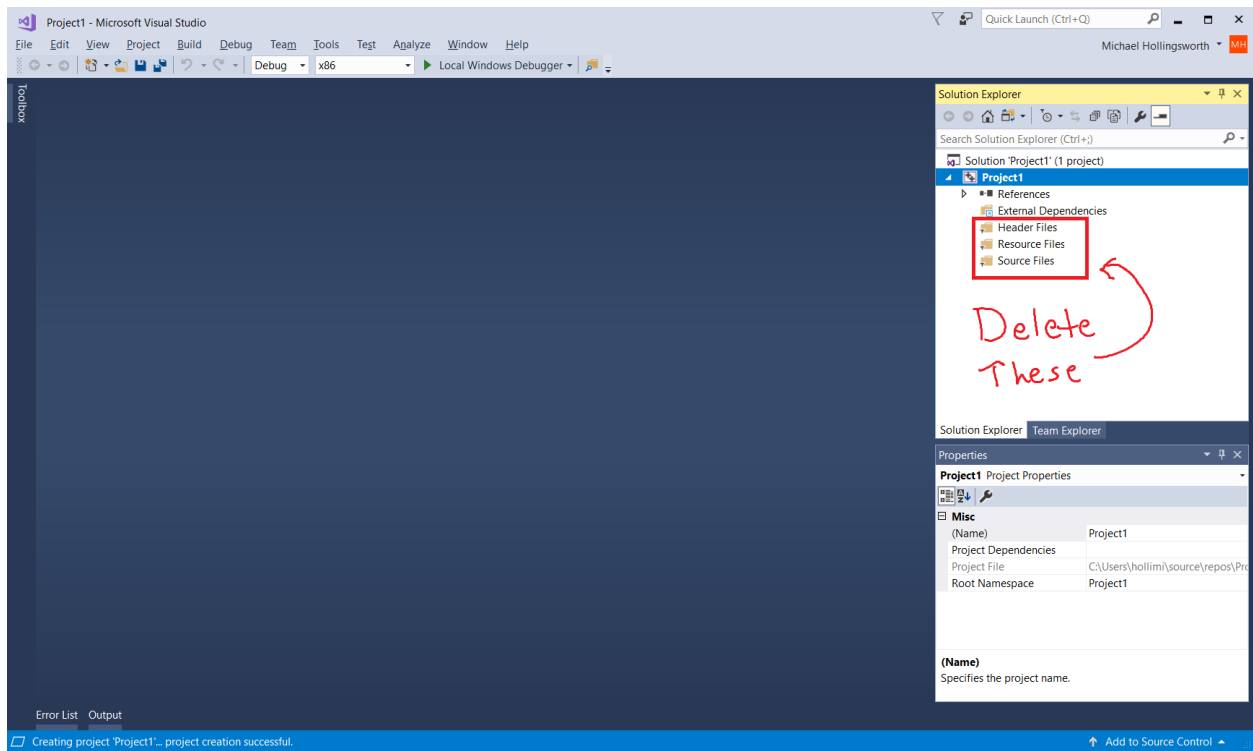 Project1 - Microsoft Visual Studio
Quick Launch (Ctrl+Q)
File Edit View Project Build Debug Team Tools Test Analyze Window Help
Michael Hollingsworth MH
Debug x86 Local Windows Debugger
Toolbox
Solution Explorer
Search Solution Explorer (Ctrl+;)
Solution 'Project1' (1 project)
Project1
References
External Dependencies
Header Files
Resource Files
Source Files
Delete
These
Solution Explorer Team Explorer
Properties
Project1 Project Properties
Misc
(Name) Project1
Project Dependencies
Project File C:\Users\hollimi\source\repos\Pro
Root Namespace Project1
(Name)
Specifies the project name.
Error List Output
Creating project 'Project1'... project creation successful.
Add to Source Control